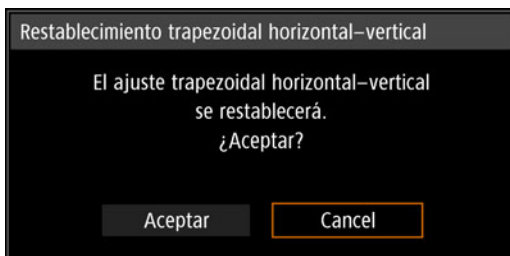 Restablecimiento trapezoidal horizontal–vertical
El ajuste trapezoidal horizontal–vertical
se restablecerá.
¿Aceptar?
Aceptar Cancel